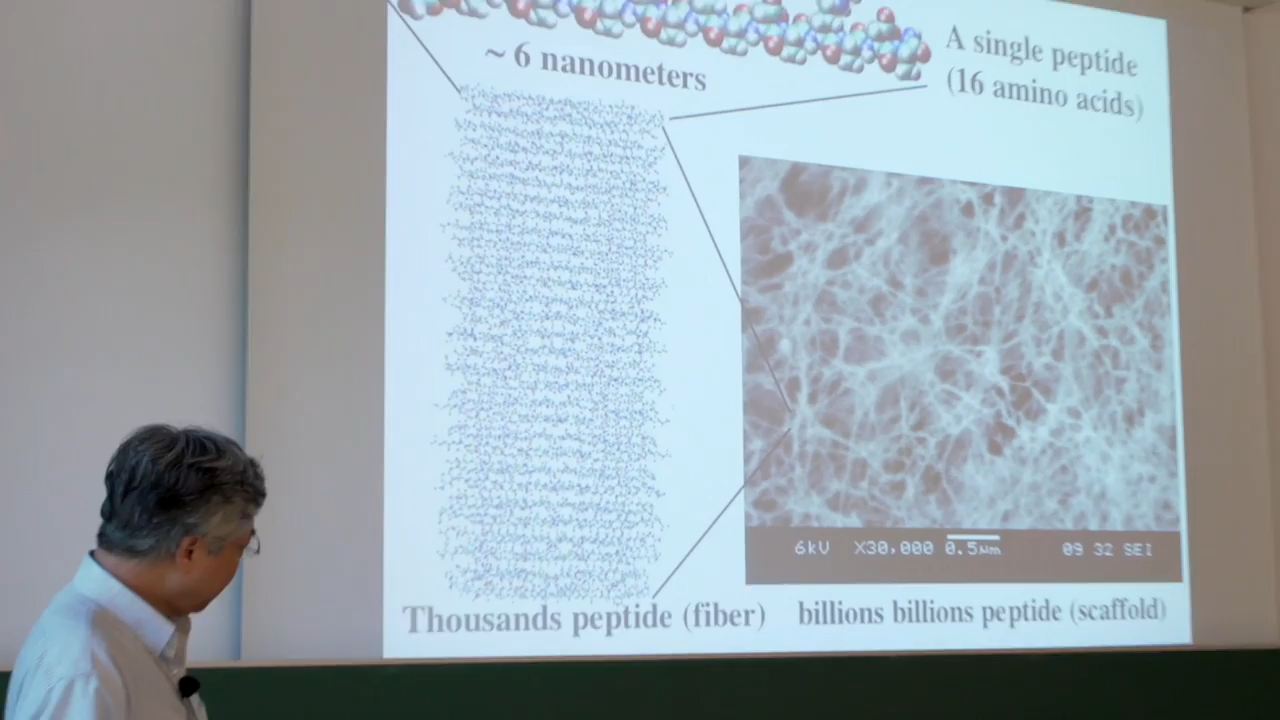 ~ 6 nanometers
A single peptide
(16 amino acids)
6kV X30,000 0.5µm 09 32 SEI
Thousands peptide (fiber)
billions billions peptide (scaffold)